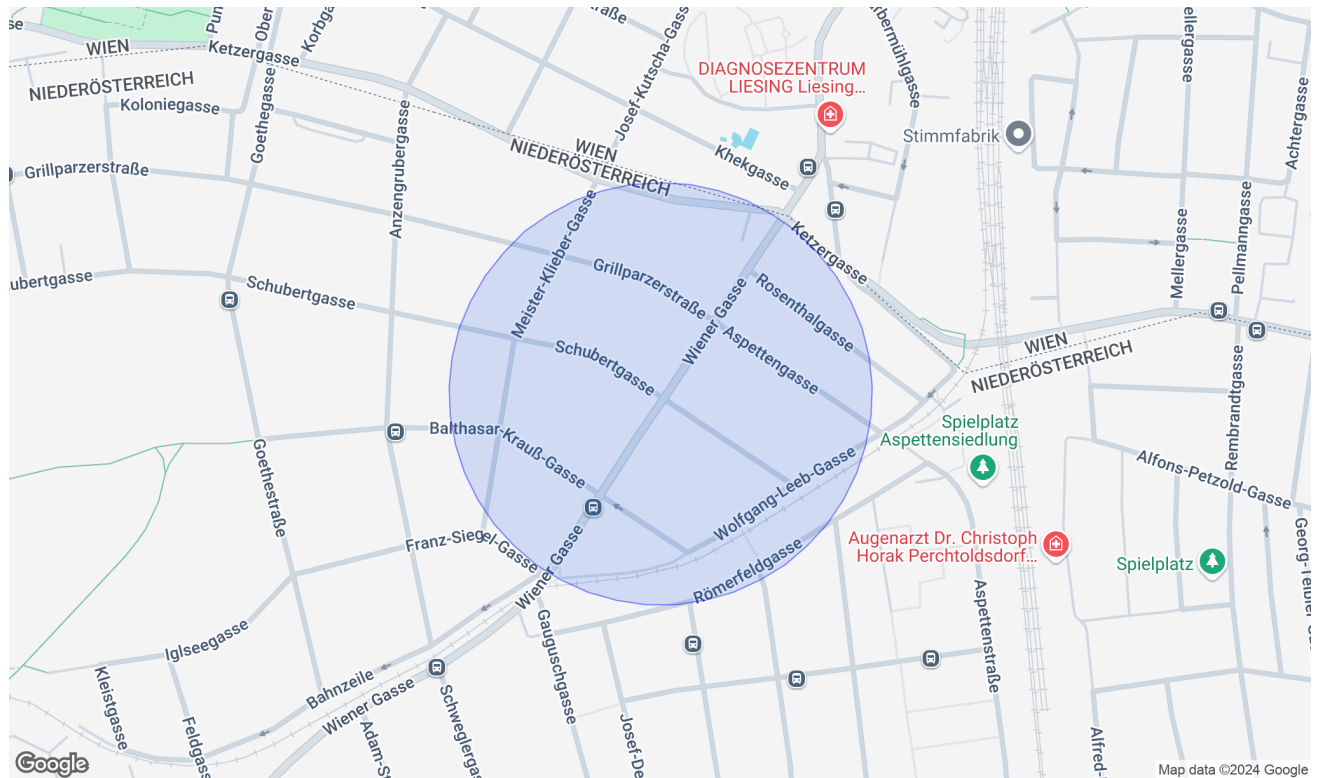 WIEN
Ketzergasse
NIEDERÖSTERREICH
Koloniegasse
Goethegasse
Korbgasse
Josef-Kutscha-Gasse
DIAGNOSEZENTRUM
LIESING Liesing...
Stimmfabrik
Khekgasse
WIEN
NIEDERÖSTERREICH
Grillparzerstraße
Anzengrubergasse
Achtergasse
Mellergasse
Pellmanngasse
Ketzergasse
Meister-Klieber-Gasse
Grillparzerstraße
Wiener Gasse
Rosenthalgasse
Aspettengasse
Schubertgasse
Schubertgasse
WIEN
NIEDERÖSTERREICH
Rembrandtgasse
Balthasar-Krauß-Gasse
Goethestraße
Wolfgang-Leeb-Gasse
Spielplatz
Aspettensiedlung
Alfons-Petzold-Gasse
Franz-Siegel-Gasse
Wiener Gasse
Römerfeldgasse
Augenarzt Dr. Christoph
Horak Perchtoldsdorf...
Spielplatz
Aspettenstraße
Gauguschgasse
Iglseegasse
Kleistgasse
Feldgass
Bahnzeile
Wiener Gasse
Google
Map data ©2024 Google